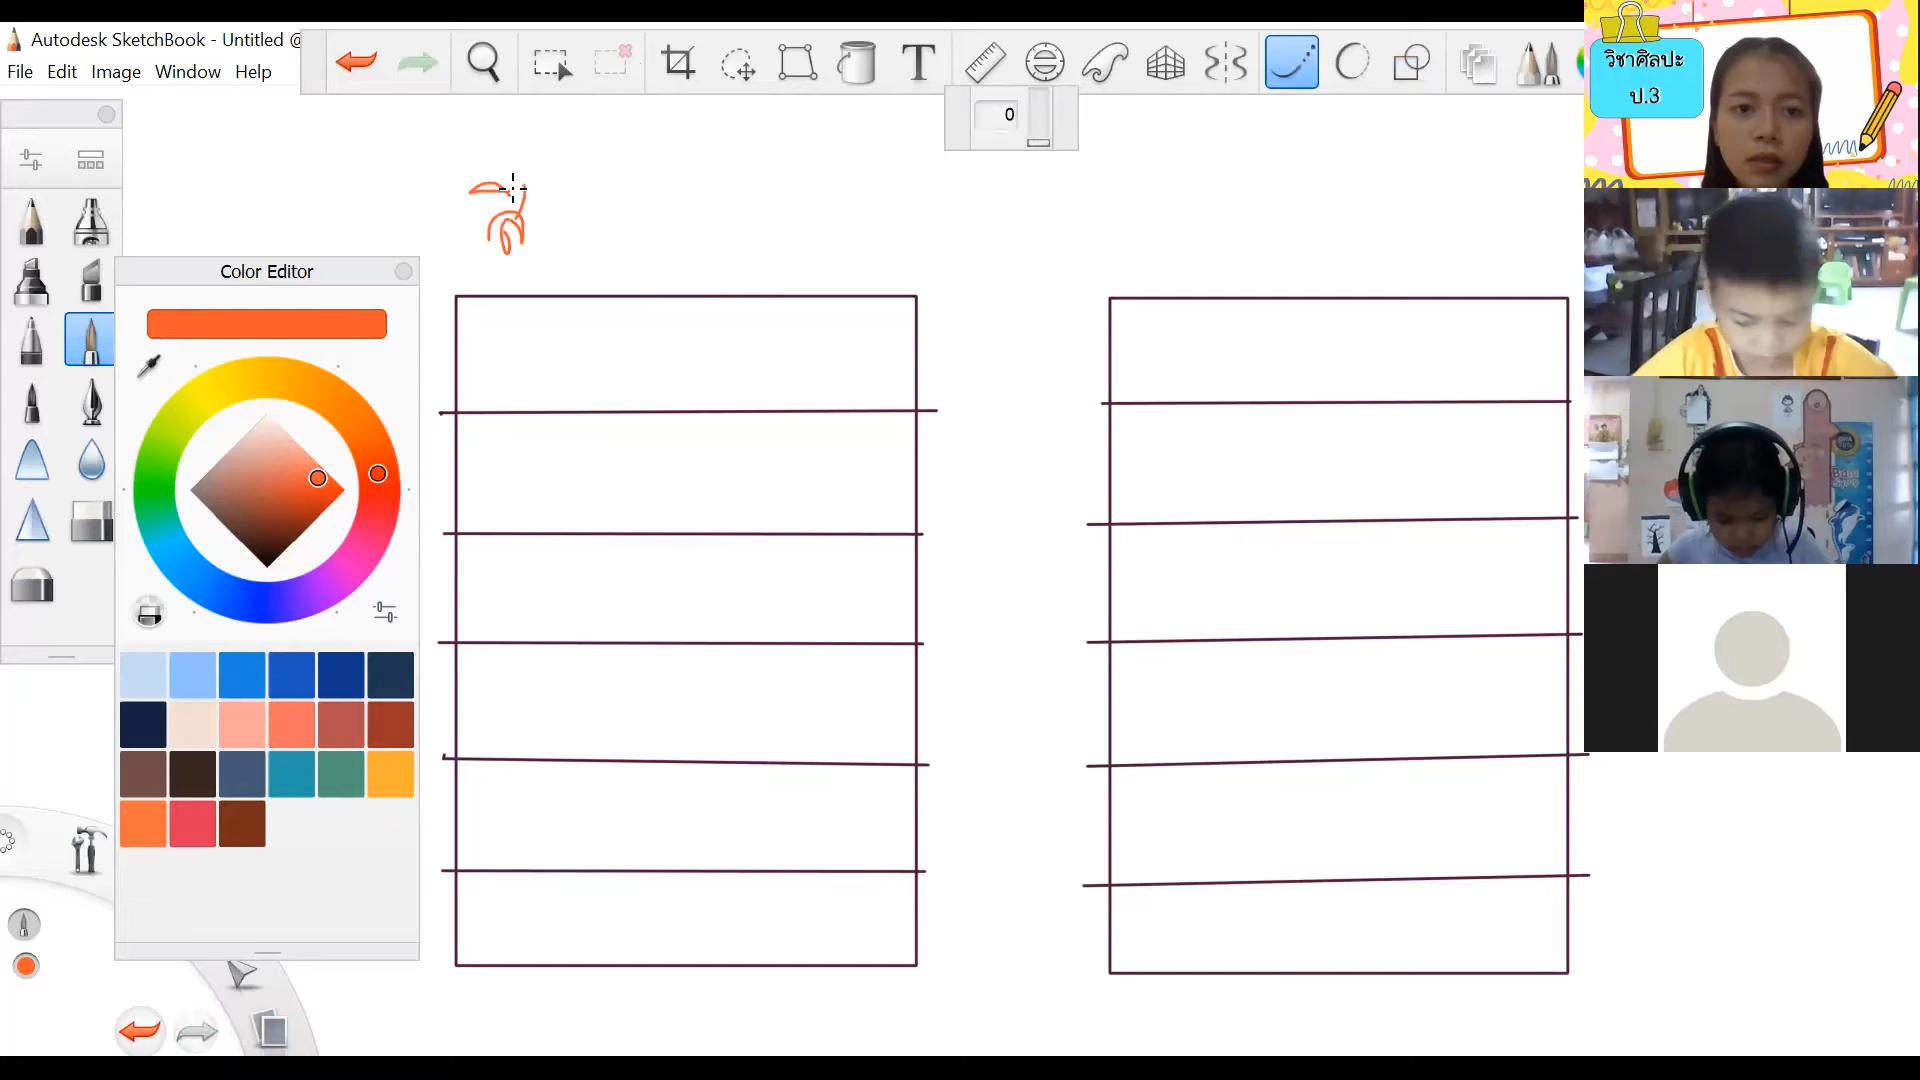 Autodesk SketchBook - Untitled @
File Edit Image Window Help
0
Color Editor
วิชาศิลปะ
ป.3